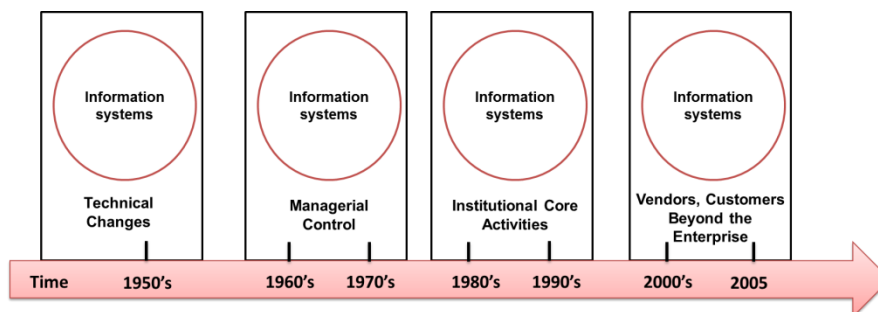 Information
systems
Technical
Changes
Information
systems
Managerial
Control
Information
systems
Institutional Core
Activities
Information
systems
Vendors, Customers
Beyond the
Enterprise
Time
1950's
1960's
1970's
1980's
1990's
2000's
2005